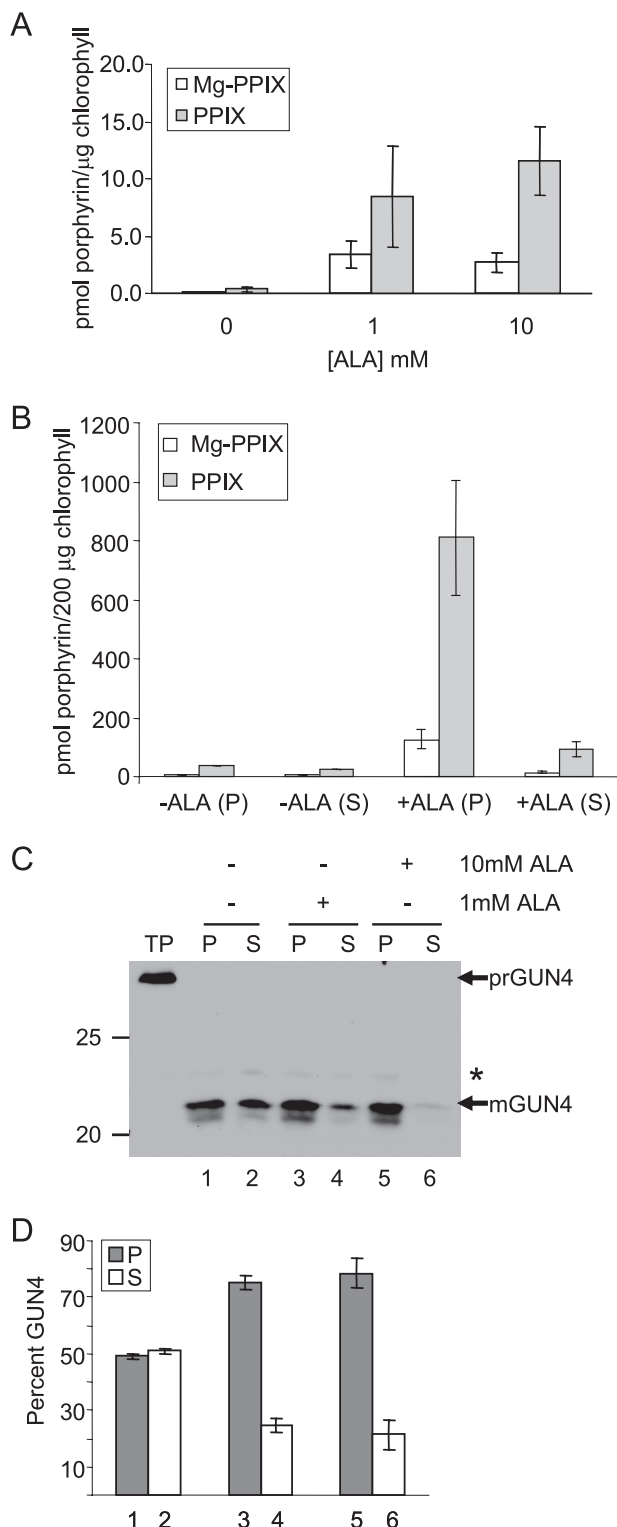 A
pmol porphyrin/µg chlorophyll
20.0
15.0
10.0
5.0
0.0
Mg-PPIX
PPIX
0 1 10
[ALA] mM
B
pmol porphyrin/200 µg chlorophyll
1200
1000
800
600
400
200
0
Mg-PPIX
PPIX
-ALA (P) -ALA (S) +ALA (P) +ALA (S)
C
- - + 10mM ALA
- + - 1mM ALA
TP P S P S P S
prGUN4
25
*
mGUN4
20
1 2 3 4 5 6
D
Percent GUN4
90
70
50
30
10
P
S
1 2 3 4 5 6